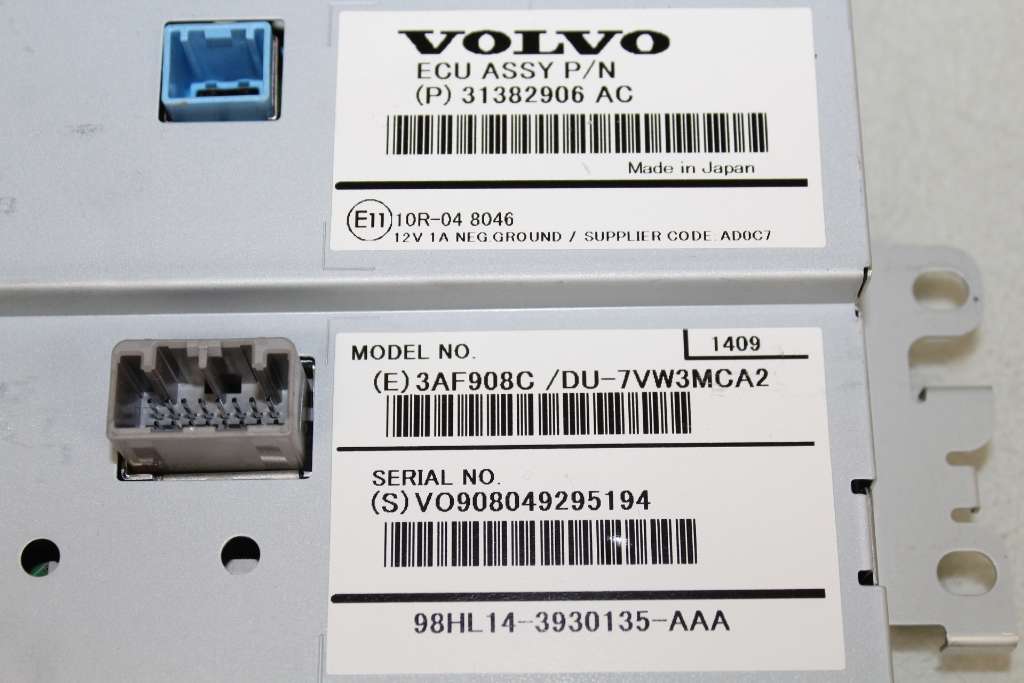 VOLVO
ECU ASSY P/N
(P) 31382906 AC
Made in Japan
E11 10R-04 8046
12V 1A NEG.GROUND / SUPPLIER CODE. AD0C7
1409
MODEL NO.
(E)3AF908C /DU-7VW3MCA2
SERIAL NO.
(S)VO908049295194
98HL14-3930135-AAA